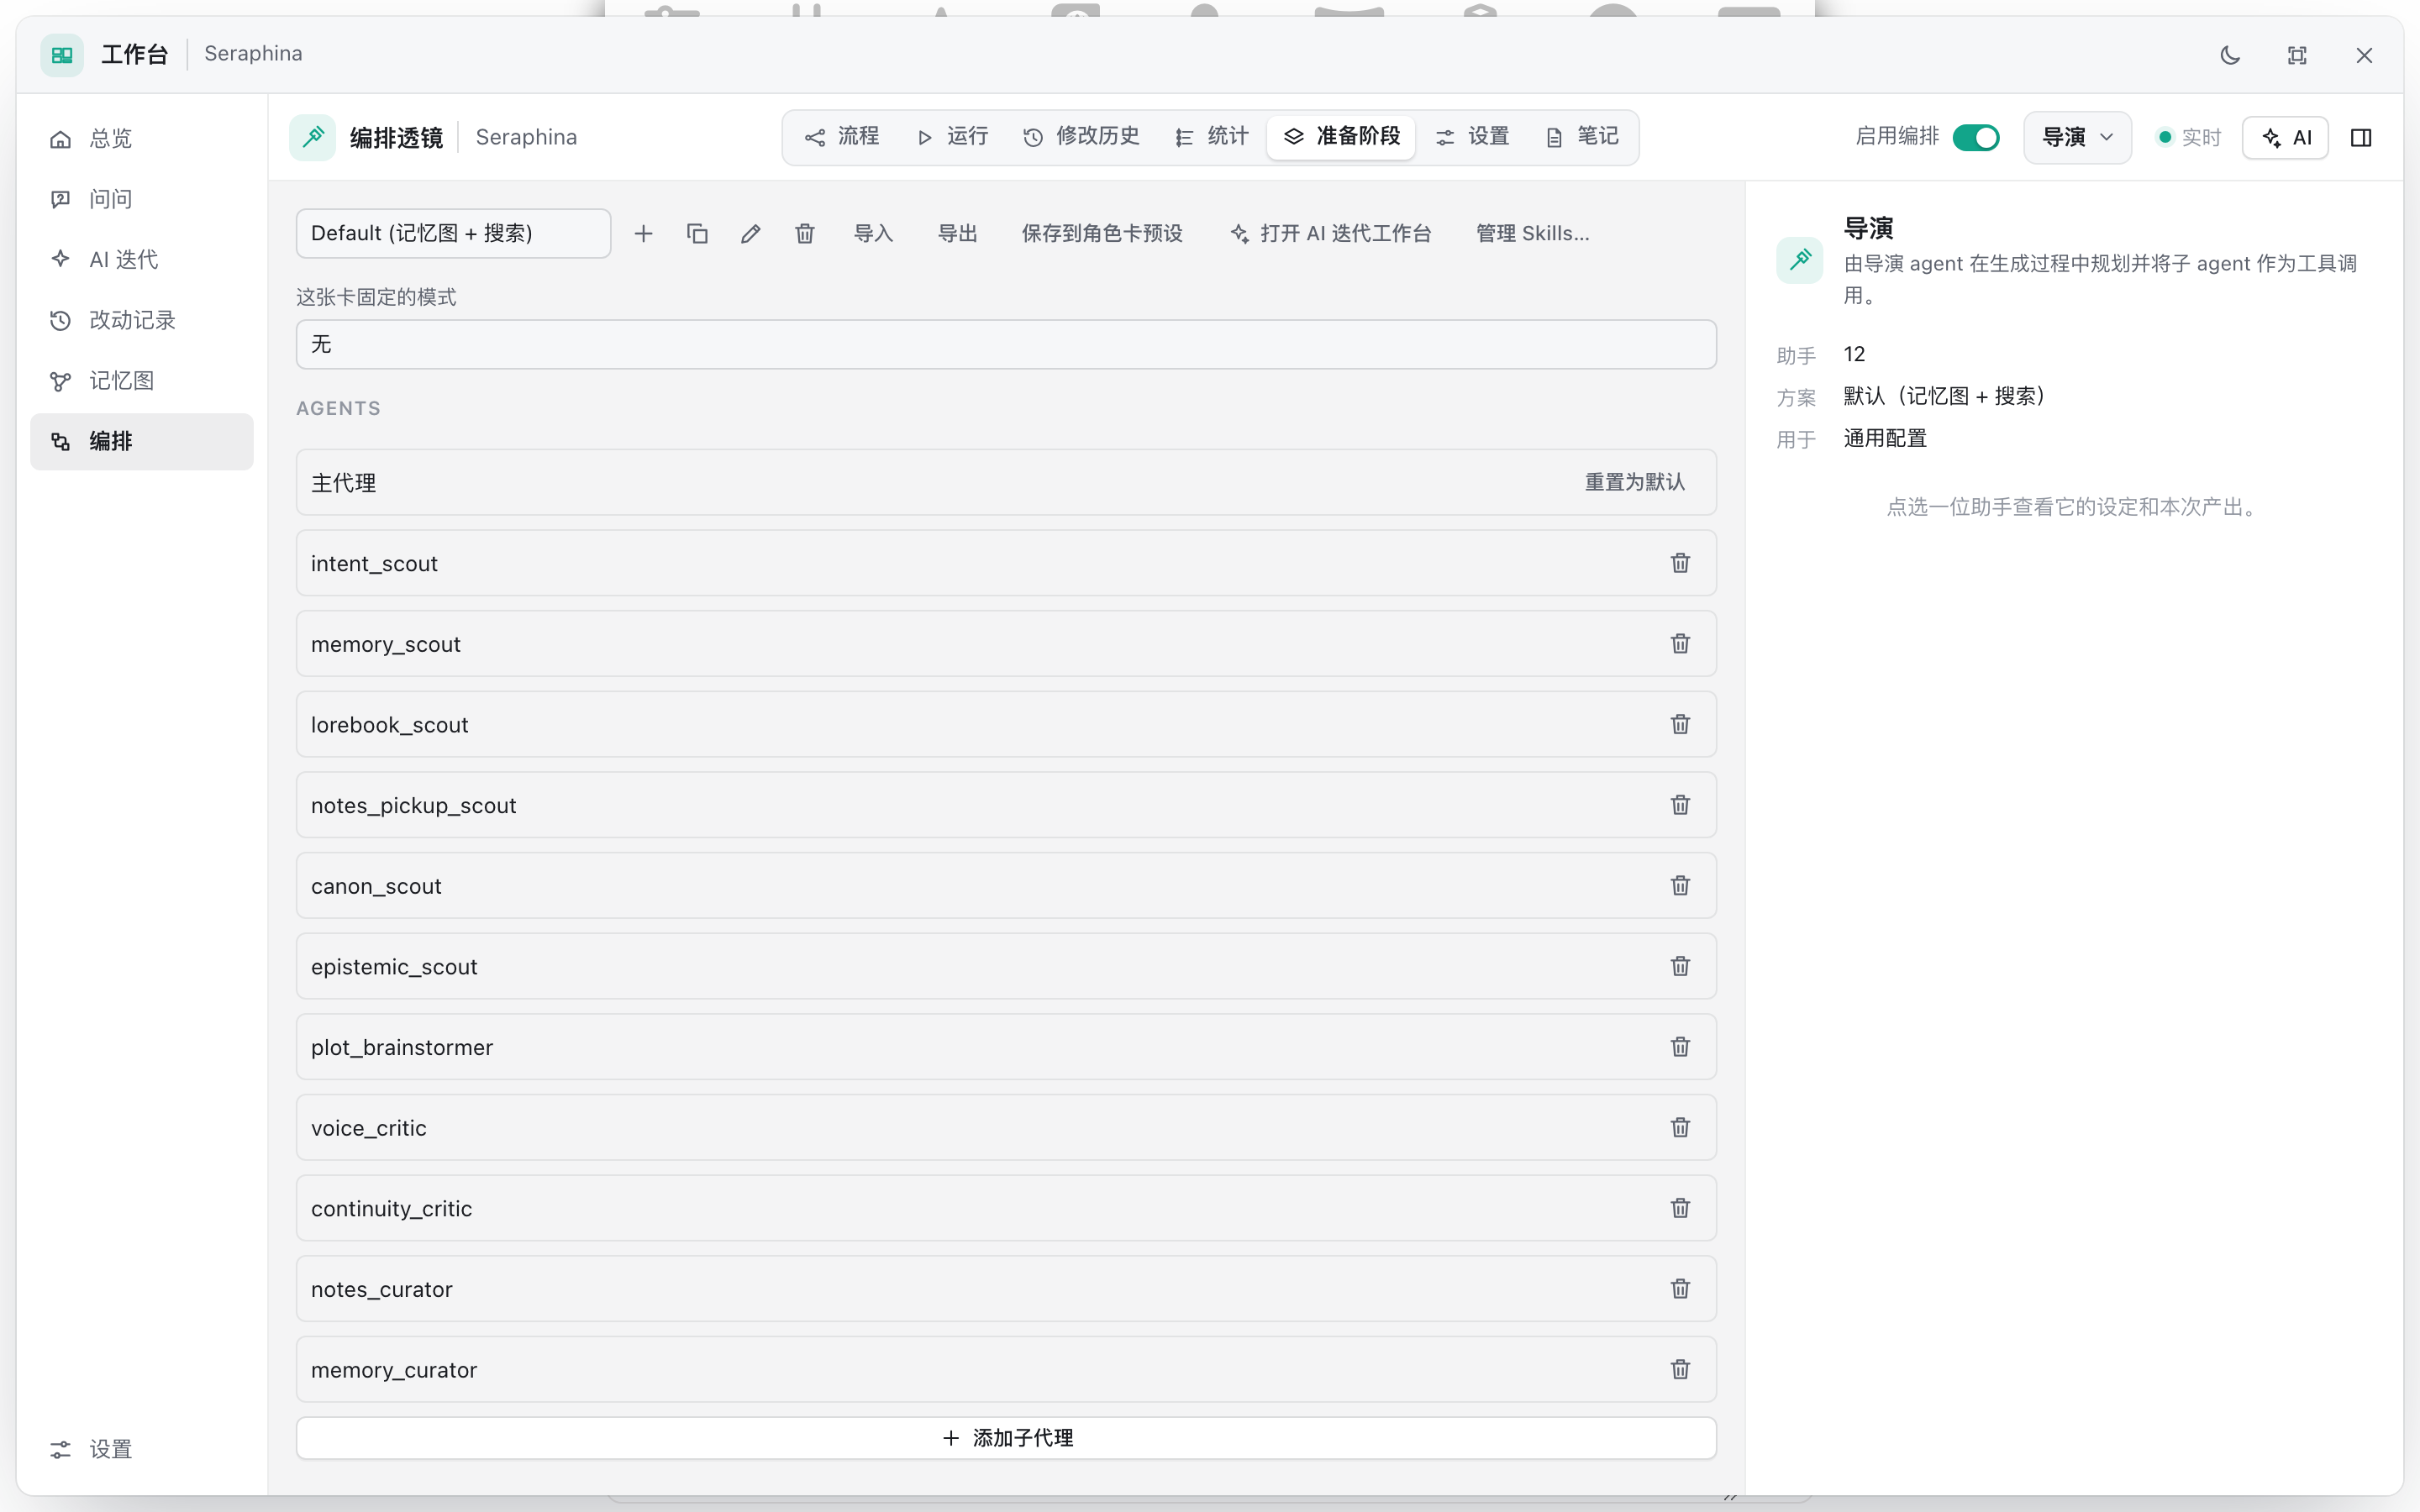 工作台 Seraphina
总览
问问
AI 迭代
改动记录
记忆图
编排
设置
编排透镜 Seraphina
流程 运行 修改历史 统计 准备阶段 设置 笔记
启用编排 导演 实时 AI
Default (记忆图 + 搜索) 导入 导出 保存到角色卡预设 打开 AI 迭代工作台 管理 Skills...
这张卡固定的模式
无
AGENTS
主代理 重置为默认
intent_scout
memory_scout
lorebook_scout
notes_pickup_scout
canon_scout
epistemic_scout
plot_brainstormer
voice_critic
continuity_critic
notes_curator
memory_curator
添加子代理
导演
由导演 agent 在生成过程中规划并将子 agent 作为工具调
用。
助手 12
方案 默认（记忆图 + 搜索）
用于 通用配置
点选一位助手查看它的设定和本次产出。